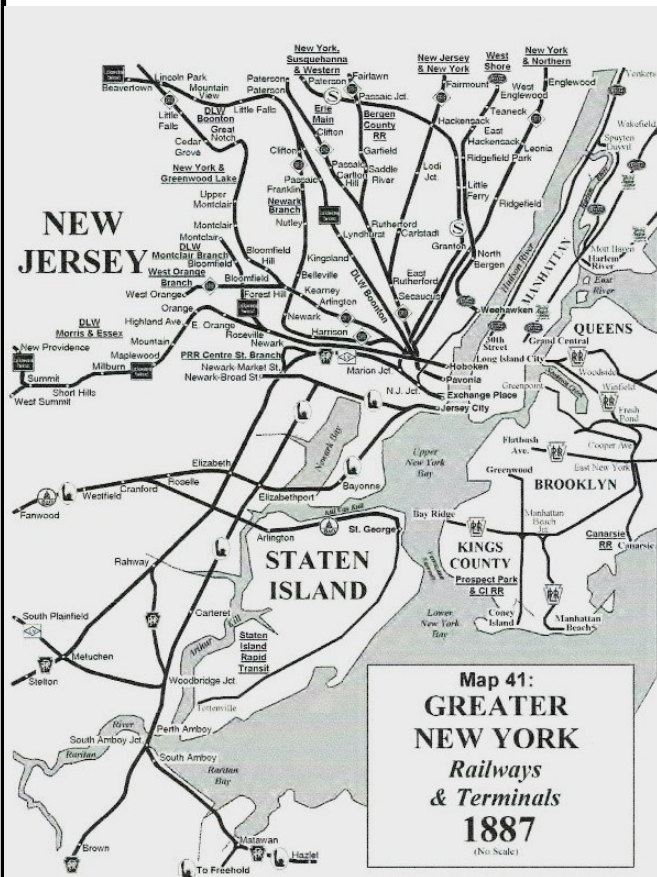 New York,
Susquehanna
& Western
New Jersey
& New York
West
Shore
New York
& Northern
Lincoln Park
Beavertown
Mountain
View
Paterson
Paterson
Paterson
Fairlawn
Passaic Jct.
Fairmount
West
Englewood
Englewood
Yonkers
Little
Falls
DLW
Boonton
Little Falls
Erie
Main
Bergen
County
RR
Hackensack
Teaneck
East
Hackensack
Leonia
Wakefield
Spuyten
Duyvil
Great
Notch
Cedar
Grove
Clifton
Clifton
Garfield
Ridgefield Park
New York &
Greenwood Lake
Passaic
Passaic
Carlton
Hill
Saddle
River
Lodi
Jct.
Upper
Montclair
Franklin
Newark
Branch
Little
Ferry
Ridgefield
NEW
JERSEY
Montclair
Montclair
Nutley
Lyndhurst
Rutherford
Carlstadt
Granton
North
Bergen
Hudson River
MANHATTAN
Mott Haven
Harlem
River
East
River
DLW
Montclair Branch
Bloomfield
Bloomfield
Hill
Kingsland
DLW Boonton
East
Rutherford
Secaucus
West Orange
Branch
Bloomfield
Belleville
West Orange
Forest Hill
Kearney
Arlington
Weehawken
Orange
Highland Ave.
E. Orange
Newark
Harrison
30th
Street
Grand Central
QUEENS
DLW
Morris & Essex
Mountain
Roseville
Newark
New Providence
Maplewood
PRR Centre St. Branch
Marion Jct.
Hoboken
Long Island City
Woodside
Millburn
Newark-Market St.
Newark-Broad St.
Pavonia
Summit
Short Hills
West Summit
N.J. Jct.
Exchange Place
Jersey City
Greenpoint
Winfield
Fresh
Pond
Newark Bay
Upper
New York
Bay
Flatbush
Ave.
Cooper Ave.
East New York
Greenwood
BROOKLYN
Elizabeth
Roselle
Cranford
Westfield
Fanwood
Elizabethport
Bayonne
Kill Van Kull
Arlington
St. George
Bay Ridge
Manhattan
Beach Jct.
KINGS
COUNTY
Canarsie
RR
Canarsie
Prospect Park
& CI RR
STATEN
ISLAND
Rahway
Carteret
Arthur
Kill
Staten
Island
Rapid
Transit
Lower
New York
Bay
Coney
Island
Manhattan
Beach
South Plainfield
Metuchen
Stelton
Woodbridge Jct.
Tottenville
Perth Amboy
River
Raritan
South Amboy Jct.
South Amboy
Raritan
Bay
Brown
Matawan
Hazlet
To Freehold
Map 41:
GREATER
NEW YORK
Railways
& Terminals
1887
(No Scale)